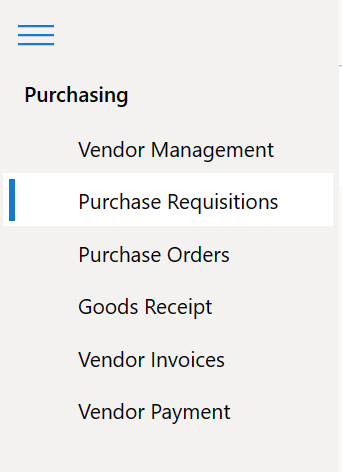 Purchasing
Vendor Management
Purchase Requisitions
Purchase Orders
Goods Receipt
Vendor Invoices
Vendor Payment